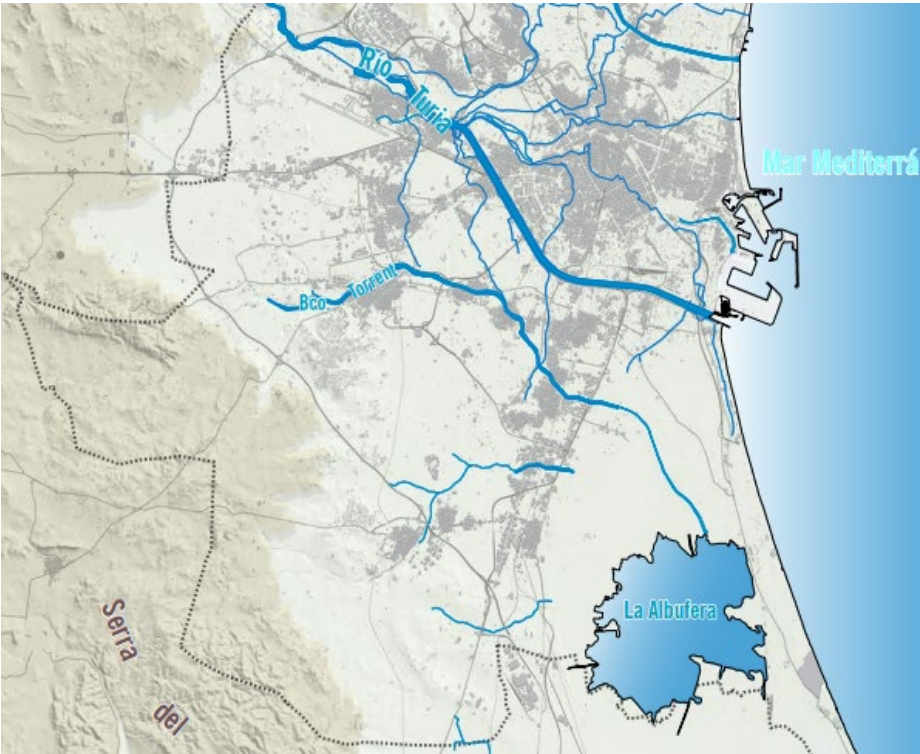 Río Turia
Mar Mediterrá
Bco Torrent
La Albufera
Serra
del